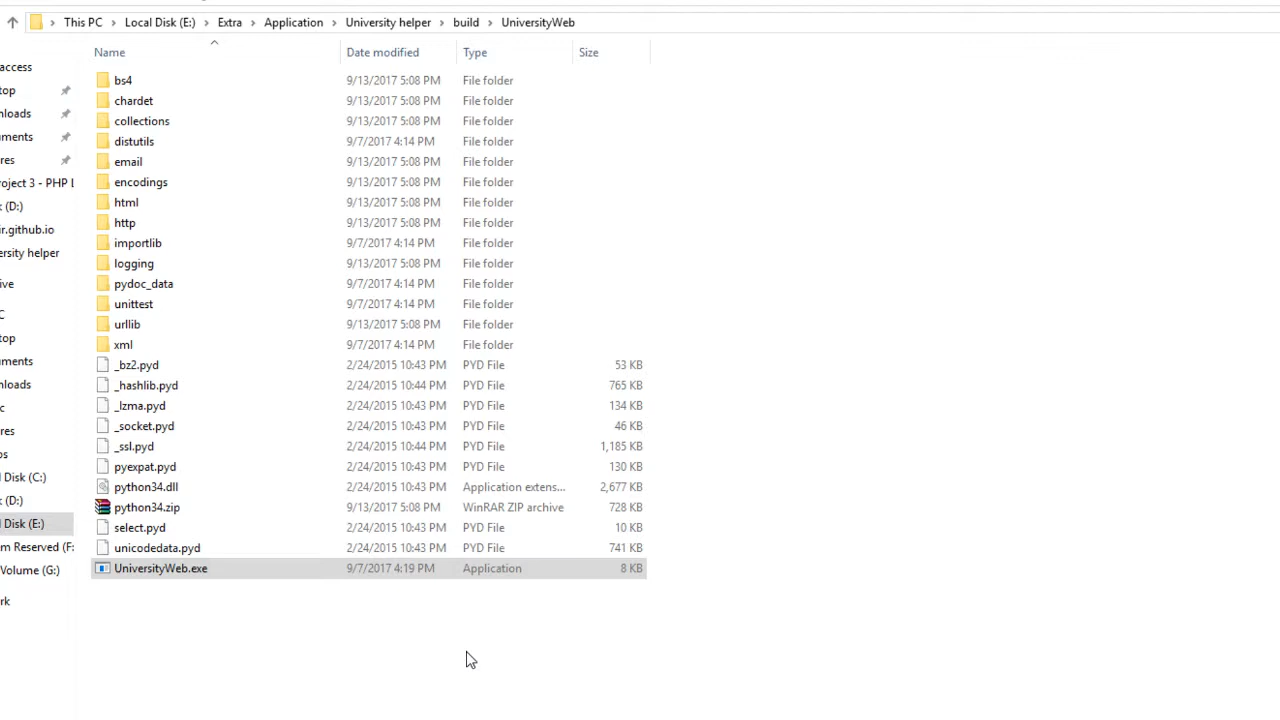 This PC > Local Disk (E:) > Extra > Application > University helper > build > UniversityWeb
Name Date modified Type Size
access
top
nloads
uments
res
roject 3 - PHP L
k (D:)
ir.github.io
ersity helper
ive
C
top
uments
nloads
c
res
os
l Disk (C:)
k (D:)
l Disk (E:)
m Reserved (F:
Volume (G:)
rk
bs4 9/13/2017 5:08 PM File folder
chardet 9/13/2017 5:08 PM File folder
collections 9/13/2017 5:08 PM File folder
distutils 9/7/2017 4:14 PM File folder
email 9/13/2017 5:08 PM File folder
encodings 9/13/2017 5:08 PM File folder
html 9/13/2017 5:08 PM File folder
http 9/13/2017 5:08 PM File folder
importlib 9/7/2017 4:14 PM File folder
logging 9/13/2017 5:08 PM File folder
pydoc_data 9/7/2017 4:14 PM File folder
unittest 9/7/2017 4:14 PM File folder
urllib 9/13/2017 5:08 PM File folder
xml 9/7/2017 4:14 PM File folder
_bz2.pyd 2/24/2015 10:43 PM PYD File 53 KB
_hashlib.pyd 2/24/2015 10:44 PM PYD File 765 KB
_lzma.pyd 2/24/2015 10:43 PM PYD File 134 KB
_socket.pyd 2/24/2015 10:43 PM PYD File 46 KB
_ssl.pyd 2/24/2015 10:44 PM PYD File 1,185 KB
pyexpat.pyd 2/24/2015 10:43 PM PYD File 130 KB
python34.dll 2/24/2015 10:43 PM Application extens... 2,677 KB
python34.zip 9/13/2017 5:08 PM WinRAR ZIP archive 728 KB
select.pyd 2/24/2015 10:43 PM PYD File 10 KB
unicodedata.pyd 2/24/2015 10:43 PM PYD File 741 KB
UniversityWeb.exe 9/7/2017 4:19 PM Application 8 KB